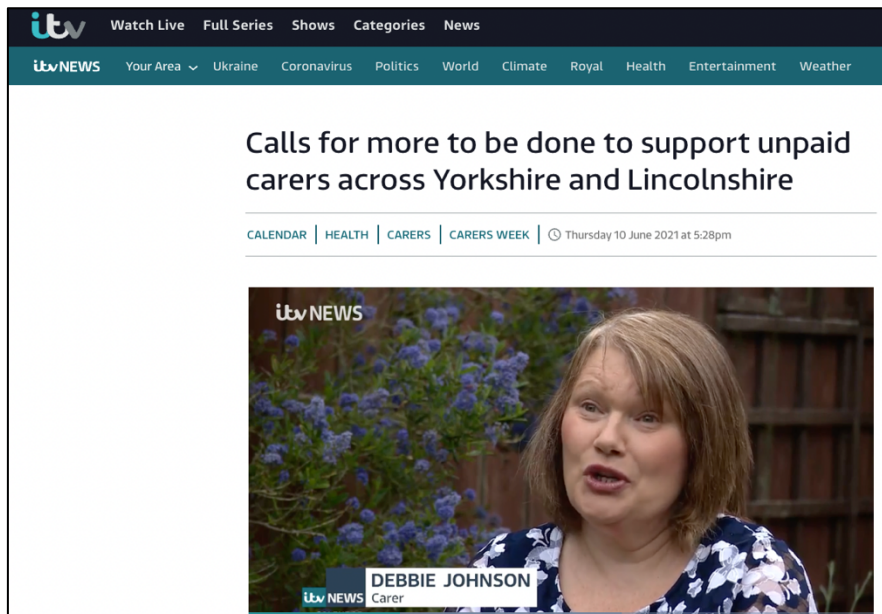 itv Watch Live Full Series Shows Categories News
itv NEWS Your Area Ukraine Coronavirus Politics World Climate Royal Health Entertainment Weather
Calls for more to be done to support unpaid
carers across Yorkshire and Lincolnshire
CALENDAR | HEALTH | CARERS | CARERS WEEK | Thursday 10 June 2021 at 5:28pm
itv NEWS
DEBBIE JOHNSON
itv NEWS Carer